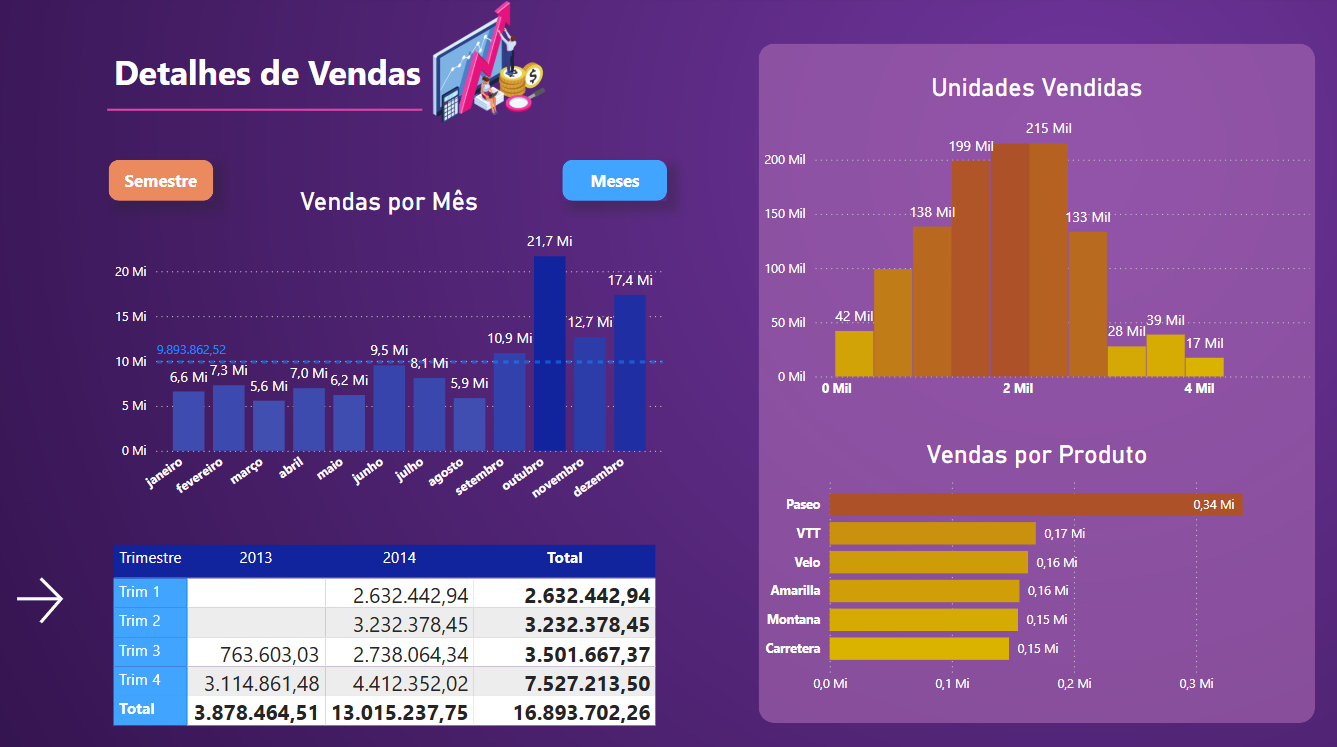 Detalhes de Vendas
Semestre
Meses
Vendas por Mês
21,7 Mi
20 Mi
17,4 Mi
15 Mi
12,7 Mi
10,9 Mi
9.893.862,52
9,5 Mi
10 Mi
6,6 Mi 7,3 Mi 5,6 Mi 7,0 Mi 6,2 Mi 8,1 Mi 5,9 Mi
5 Mi
0 Mi
janeiro fevereiro março abril maio junho julho agosto setembro outubro novembro dezembro
Trimestre 2013 2014 Total
Trim 1 2.632.442,94 2.632.442,94
Trim 2 3.232.378,45 3.232.378,45
Trim 3 763.603,03 2.738.064,34 3.501.667,37
Trim 4 3.114.861,48 4.412.352,02 7.527.213,50
Total 3.878.464,51 13.015.237,75 16.893.702,26
Unidades Vendidas
215 Mil
199 Mil
200 Mil
150 Mil
138 Mil 133 Mil
100 Mil
50 Mil
42 Mil 28 Mil 39 Mil 17 Mil
0 Mil
0 Mil 2 Mil 4 Mil
Vendas por Produto
Paseo 0,34 Mi
VTT 0,17 Mi
Velo 0,16 Mi
Amarilla 0,16 Mi
Montana 0,15 Mi
Carretera 0,15 Mi
0,0 Mi 0,1 Mi 0,2 Mi 0,3 Mi